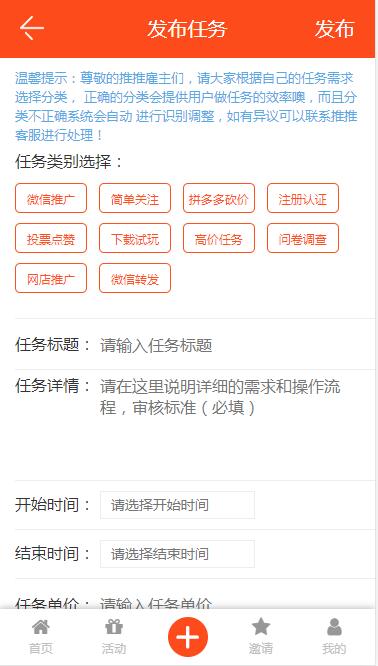 发布任务 发布
温馨提示：尊敬的推推雇主们，请大家根据自己的任务需求
选择分类， 正确的分类会提供用户做任务的效率噢，而且分
类不正确系统会自动 进行识别调整，如有异议可以联系推推
客服进行处理！
任务类别选择：
微信推广 简单关注 拼多多砍价 注册认证
投票点赞 下载试玩 高价任务 问卷调查
网店推广 微信转发
任务标题： 请输入任务标题
任务详情： 请在这里说明详细的需求和操作流
程，审核标准（必填）
开始时间： 请选择开始时间
结束时间： 请选择结束时间
任务单价： 请输入任务单价
首页 活动 邀请 我的